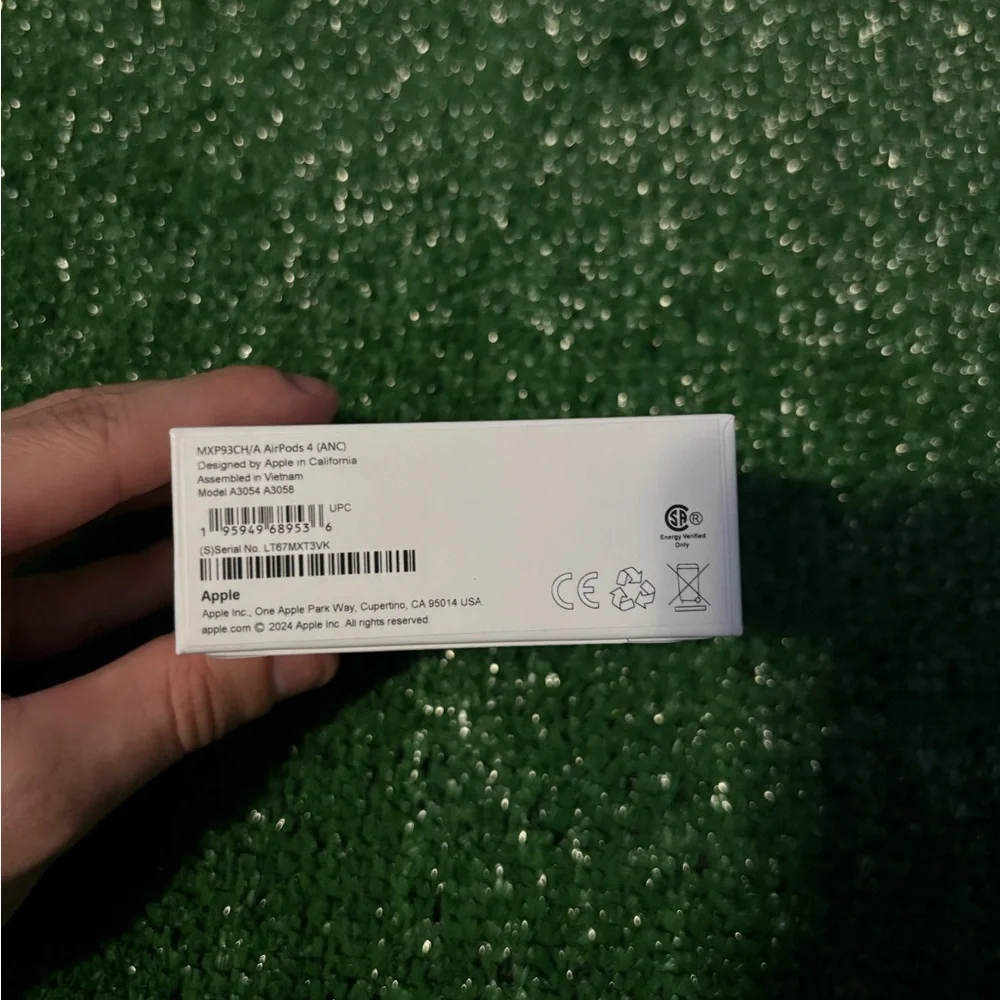 MXP93CH/A AirPods 4 (ANC)
Designed by Apple in California
Assembled in Vietnam
Model A3054 A3058
UPC
1 95949 68953 6
(S)Serial No. LT67MXT3VK
Apple
Apple Inc., One Apple Park Way, Cupertino, CA 95014 USA.
apple.com © 2024 Apple Inc. All rights reserved.
SA ®
Energy Verified
Only
CE